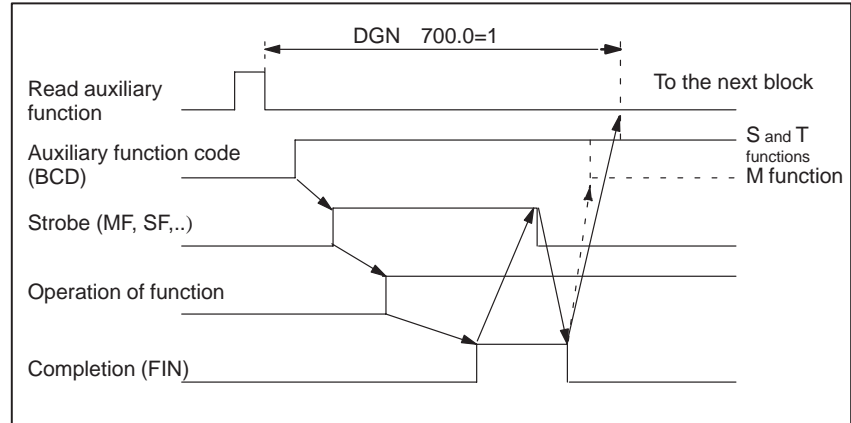 DGN 700.0=1
Read auxiliary
function
To the next block
Auxiliary function code
(BCD)
S and T
functions
M function
Strobe (MF, SF,..)
Operation of function
Completion (FIN)